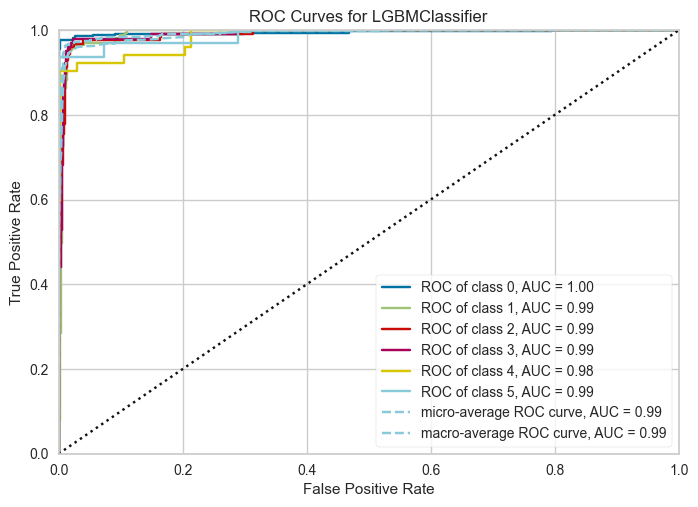 ROC Curves for LGBMClassifier
True Positive Rate
1.0
0.8
0.6
0.4
0.2
0.0
ROC of class 0, AUC = 1.00
ROC of class 1, AUC = 0.99
ROC of class 2, AUC = 0.99
ROC of class 3, AUC = 0.99
ROC of class 4, AUC = 0.98
ROC of class 5, AUC = 0.99
micro-average ROC curve, AUC = 0.99
macro-average ROC curve, AUC = 0.99
0.0 0.2 0.4 0.6 0.8 1.0
False Positive Rate